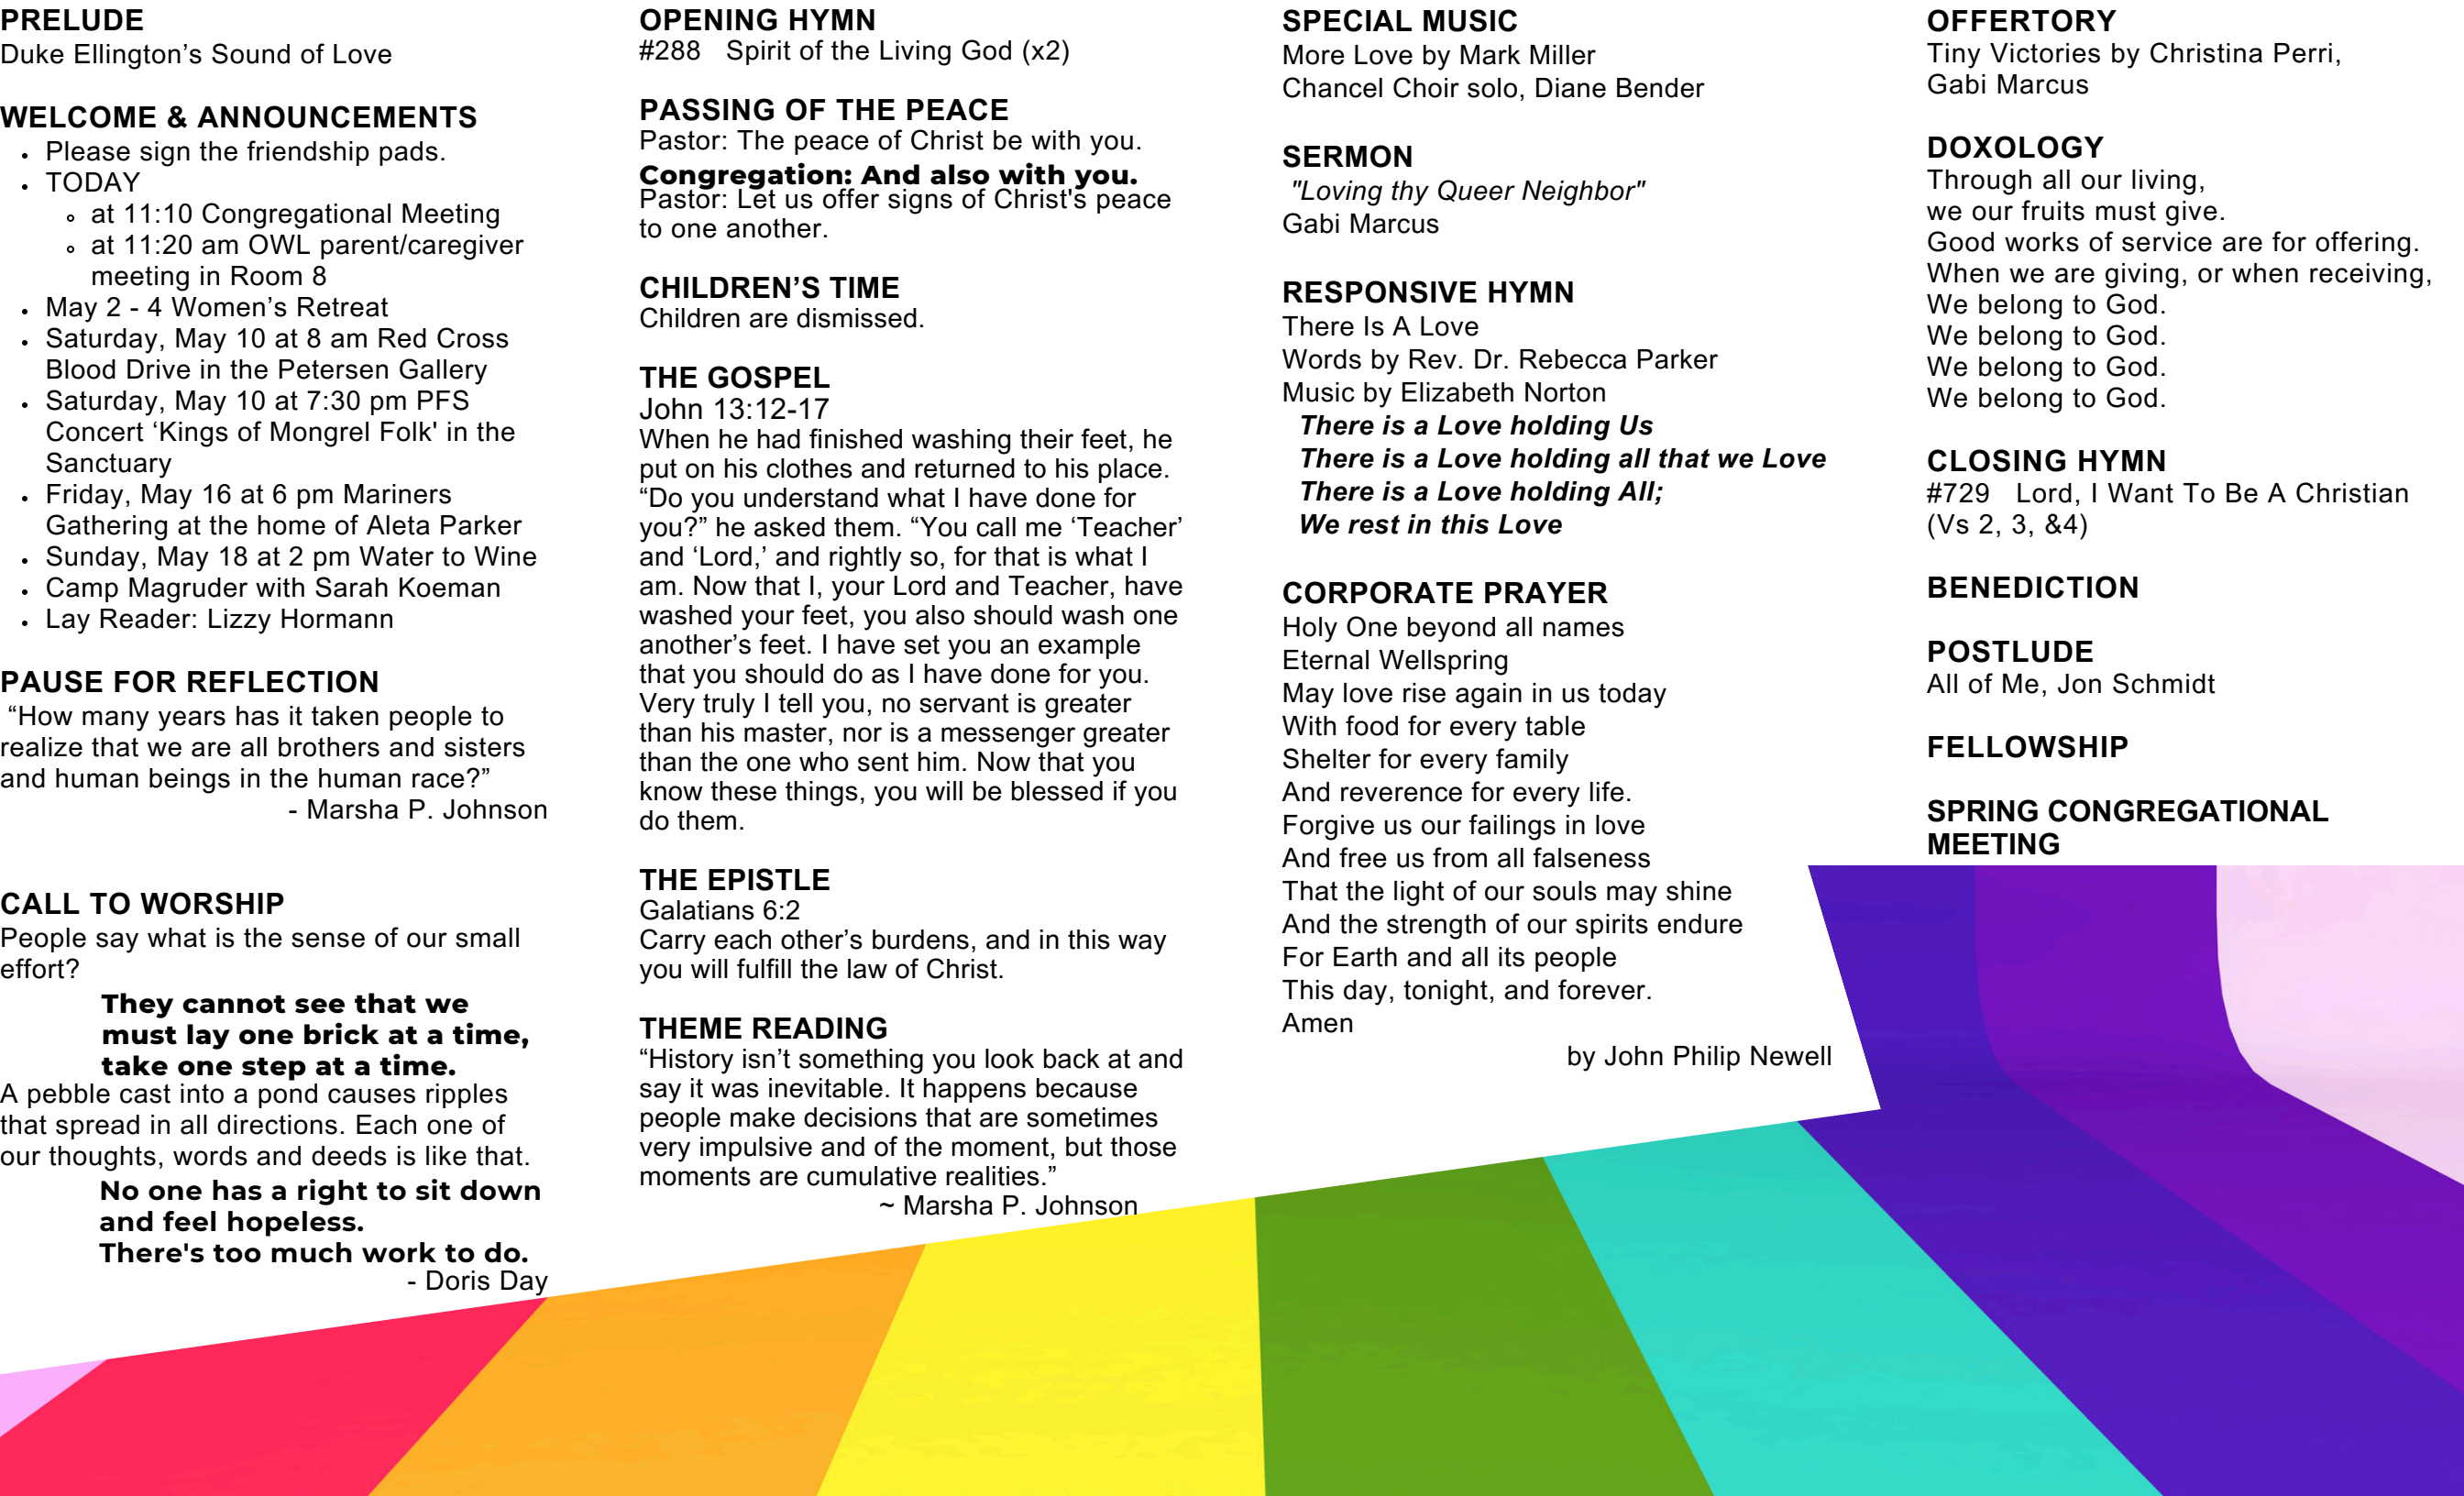 PRELUDE
Duke Ellington’s Sound of Love
WELCOME & ANNOUNCEMENTS
• Please sign the friendship pads.
• TODAY
◦ at 11:10 Congregational Meeting
◦ at 11:20 am OWL parent/caregiver
meeting in Room 8
• May 2 - 4 Women’s Retreat
• Saturday, May 10 at 8 am Red Cross
Blood Drive in the Petersen Gallery
• Saturday, May 10 at 7:30 pm PFS
Concert ‘Kings of Mongrel Folk' in the
Sanctuary
• Friday, May 16 at 6 pm Mariners
Gathering at the home of Aleta Parker
• Sunday, May 18 at 2 pm Water to Wine
• Camp Magruder with Sarah Koeman
• Lay Reader: Lizzy Hormann
PAUSE FOR REFLECTION
“How many years has it taken people to
realize that we are all brothers and sisters
and human beings in the human race?”
- Marsha P. Johnson
CALL TO WORSHIP
People say what is the sense of our small
effort?
They cannot see that we
must lay one brick at a time,
take one step at a time.
A pebble cast into a pond causes ripples
that spread in all directions. Each one of
our thoughts, words and deeds is like that.
No one has a right to sit down
and feel hopeless.
There's too much work to do.
- Doris Day
OPENING HYMN
#288 Spirit of the Living God (x2)
PASSING OF THE PEACE
Pastor: The peace of Christ be with you.
Congregation: And also with you.
Pastor: Let us offer signs of Christ's peace
to one another.
CHILDREN’S TIME
Children are dismissed.
THE GOSPEL
John 13:12-17
When he had finished washing their feet, he
put on his clothes and returned to his place.
“Do you understand what I have done for
you?” he asked them. “You call me ‘Teacher’
and ‘Lord,’ and rightly so, for that is what I
am. Now that I, your Lord and Teacher, have
washed your feet, you also should wash one
another’s feet. I have set you an example
that you should do as I have done for you.
Very truly I tell you, no servant is greater
than his master, nor is a messenger greater
than the one who sent him. Now that you
know these things, you will be blessed if you
do them.
THE EPISTLE
Galatians 6:2
Carry each other’s burdens, and in this way
you will fulfill the law of Christ.
THEME READING
“History isn’t something you look back at and
say it was inevitable. It happens because
people make decisions that are sometimes
very impulsive and of the moment, but those
moments are cumulative realities.”
~ Marsha P. Johnson
SPECIAL MUSIC
More Love by Mark Miller
Chancel Choir solo, Diane Bender
SERMON
"Loving thy Queer Neighbor"
Gabi Marcus
RESPONSIVE HYMN
There Is A Love
Words by Rev. Dr. Rebecca Parker
Music by Elizabeth Norton
There is a Love holding Us
There is a Love holding all that we Love
There is a Love holding All;
We rest in this Love
CORPORATE PRAYER
Holy One beyond all names
Eternal Wellspring
May love rise again in us today
With food for every table
Shelter for every family
And reverence for every life.
Forgive us our failings in love
And free us from all falseness
That the light of our souls may shine
And the strength of our spirits endure
For Earth and all its people
This day, tonight, and forever.
Amen
by John Philip Newell
OFFERTORY
Tiny Victories by Christina Perri,
Gabi Marcus
DOXOLOGY
Through all our living,
we our fruits must give.
Good works of service are for offering.
When we are giving, or when receiving,
We belong to God.
We belong to God.
We belong to God.
We belong to God.
CLOSING HYMN
#729 Lord, I Want To Be A Christian
(Vs 2, 3, &4)
BENEDICTION
POSTLUDE
All of Me, Jon Schmidt
FELLOWSHIP
SPRING CONGREGATIONAL
MEETING